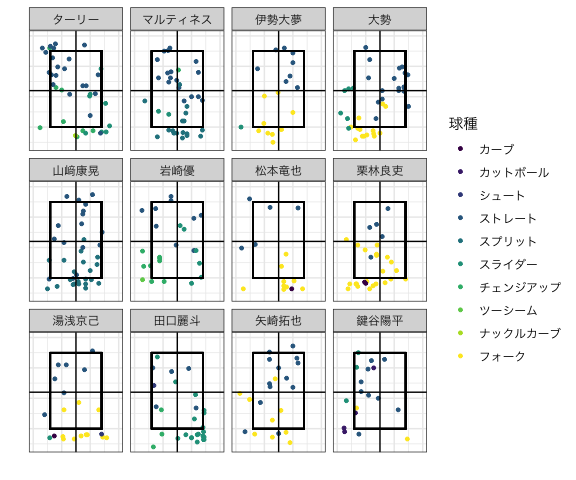 ターリー マルティネス 伊勢大夢 大勢
山﨑康晃 岩崎優 松本竜也 栗林良吏
湯浅京己 田口麗斗 矢崎拓也 鍵谷陽平
球種
カーブ
カットボール
シュート
ストレート
スプリット
スライダー
チェンジアップ
ツーシーム
ナックルカーブ
フォーク